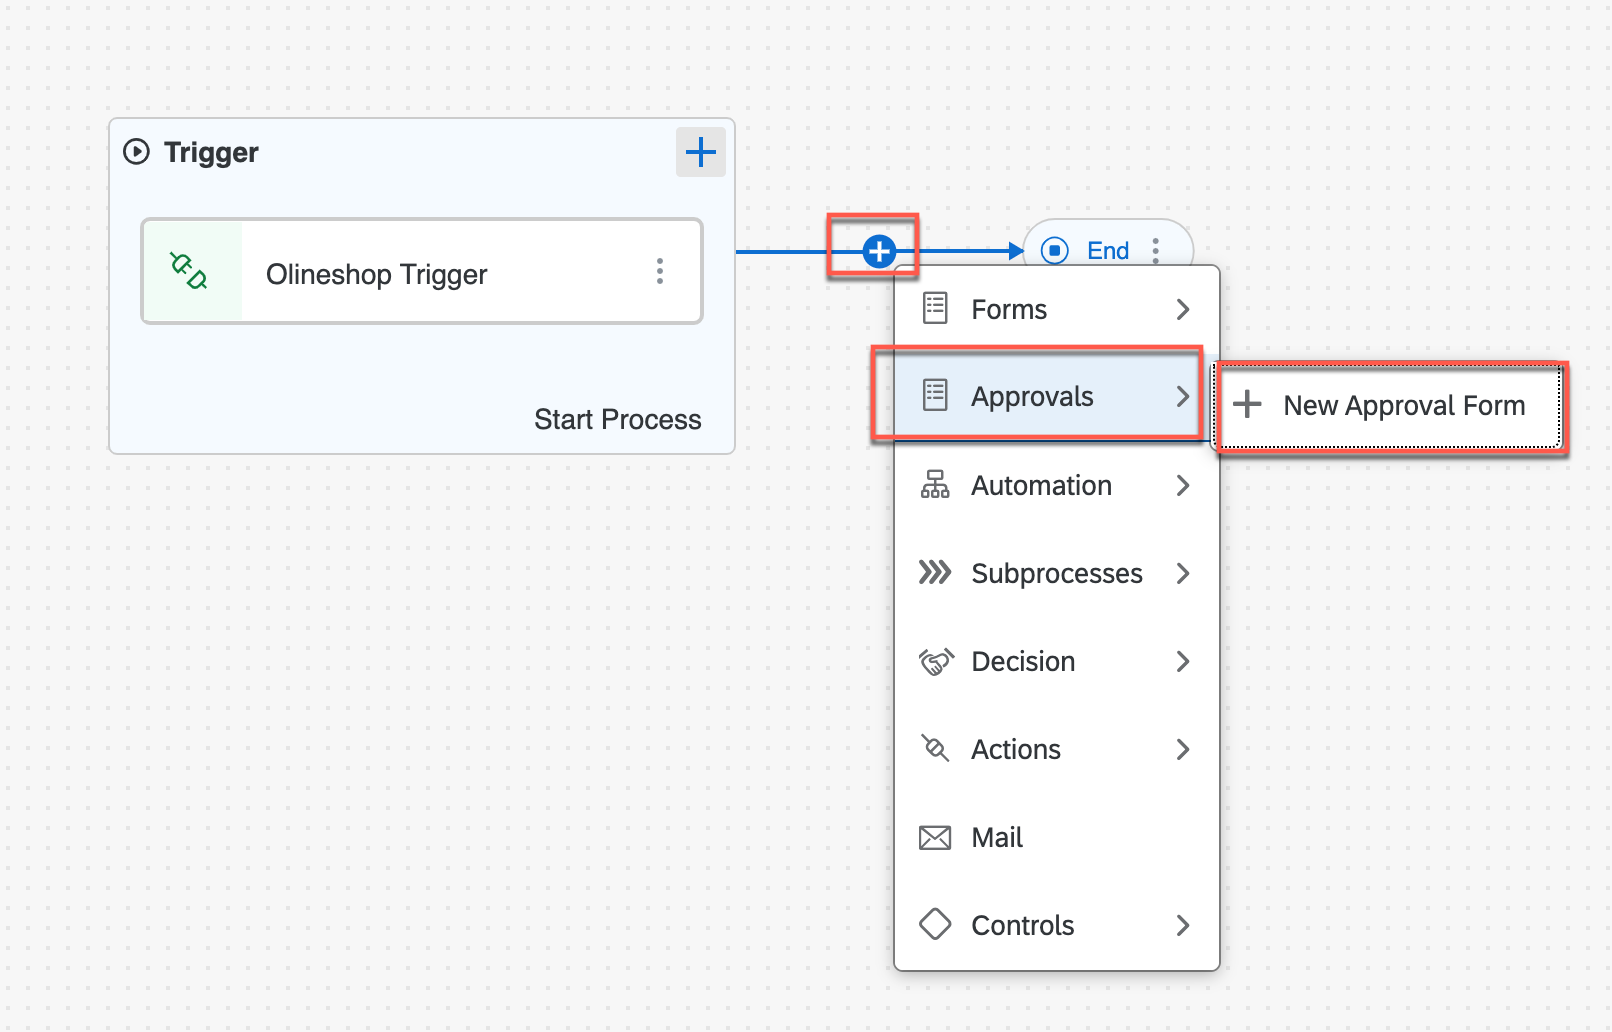 Trigger
Olineshop Trigger
Start Process
End
Forms
Approvals
New Approval Form
Automation
Subprocesses
Decision
Actions
Mail
Controls